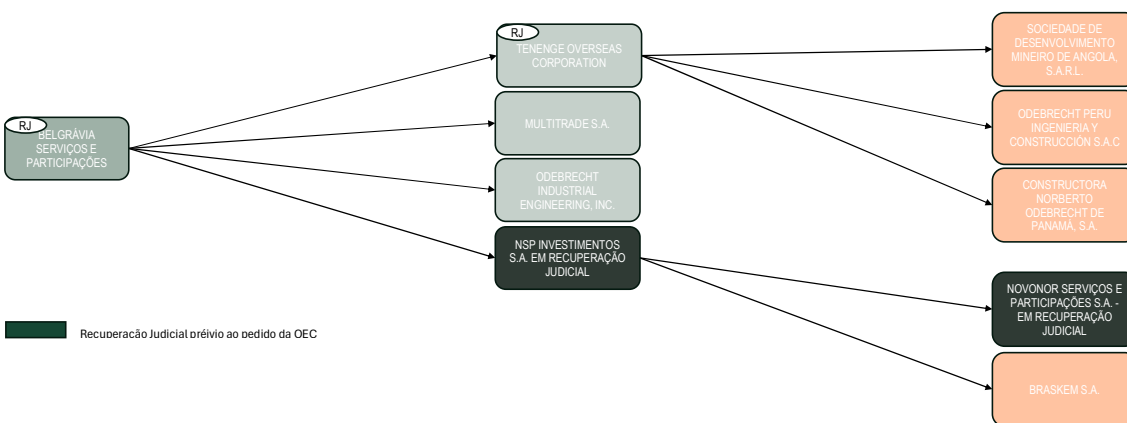 RJ
BELGRÁVIA
SERVIÇOS E
PARTICIPAÇÕES
RJ
TENENGE OVERSEAS
CORPORATION
MULTITRADE S.A.
ODEBRECHT
INDUSTRIAL
ENGINEERING, INC.
NSP INVESTIMENTOS
S.A. EM RECUPERAÇÃO
JUDICIAL
SOCIEDADE DE
DESENVOLVIMENTO
MINEIRO DE ANGOLA,
S.A.R.L.
ODEBRECHT PERU
INGENIERIA Y
CONSTRUCCIÓN S.A.C
CONSTRUCTORA
NORBERTO
ODEBRECHT DE
PANAMÁ, S.A.
NOVONOR SERVIÇOS E
PARTICIPAÇÕES S.A. -
EM RECUPERAÇÃO
JUDICIAL
BRASKEM S.A.
Recuperação Judicial préivio ao pedido da OEC